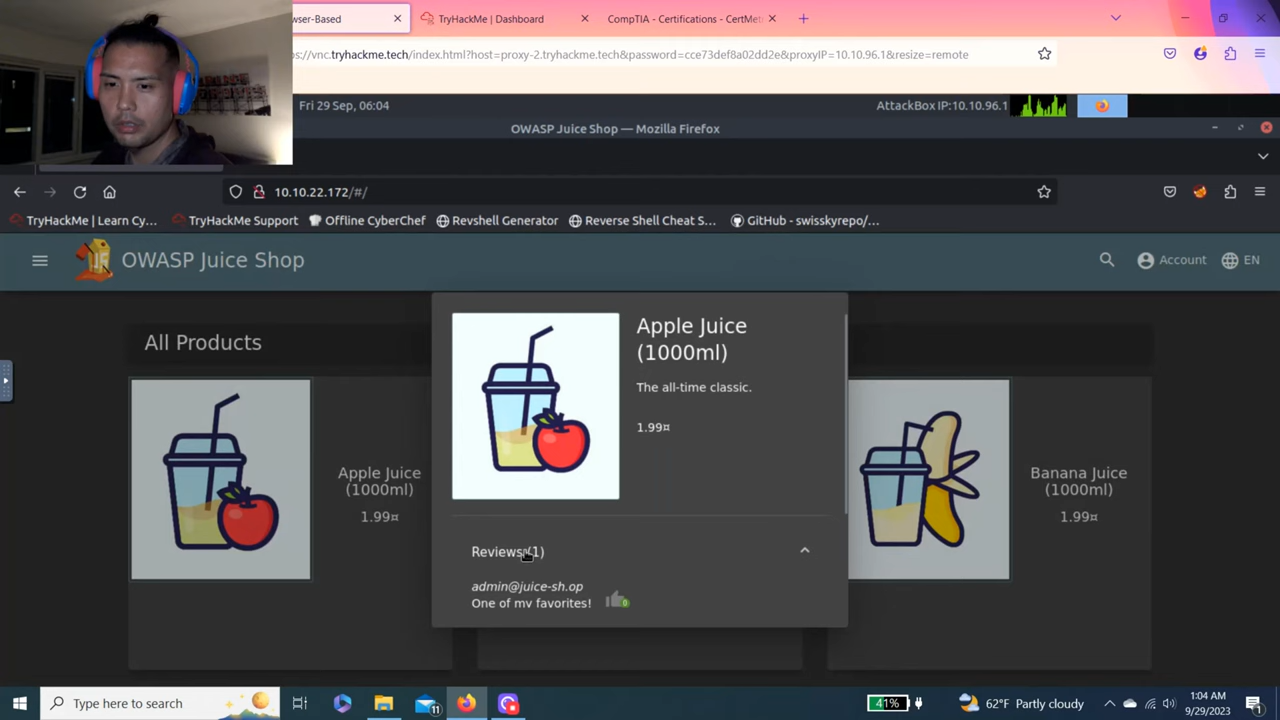 wser-Based
TryHackMe | Dashboard
CompTIA - Certifications - CertMet
ps://vnc.tryhackme.tech/index.html?host=proxy-2.tryhackme.tech&password=cce73def8a02dd2e&proxyIP=10.10.96.1&resize=remote
Fri 29 Sep, 06:04
AttackBox IP:10.10.96.1
OWASP Juice Shop — Mozilla Firefox
10.10.22.172/#/
TryHackMe | Learn Cy...
TryHackMe Support
Offline CyberChef
Revshell Generator
Reverse Shell Cheat S...
GitHub - swisskyrepo/...
OWASP Juice Shop
Account
EN
All Products
Apple Juice
(1000ml)
1.99¤
Apple Juice
(1000ml)
The all-time classic.
1.99¤
Reviews (1)
admin@juice-sh.op
One of my favorites!
0
Banana Juice
(1000ml)
1.99¤
Type here to search
11
41%
62°F Partly cloudy
1:04 AM
9/29/2023
1